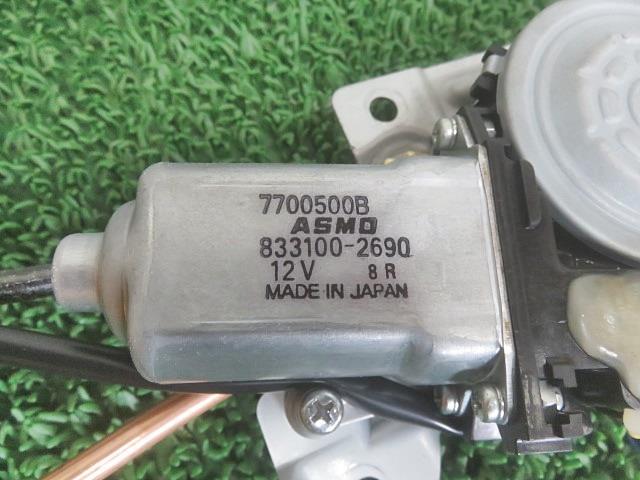 7700500B
ASMO
833100-2690
12V 8R
MADE IN JAPAN